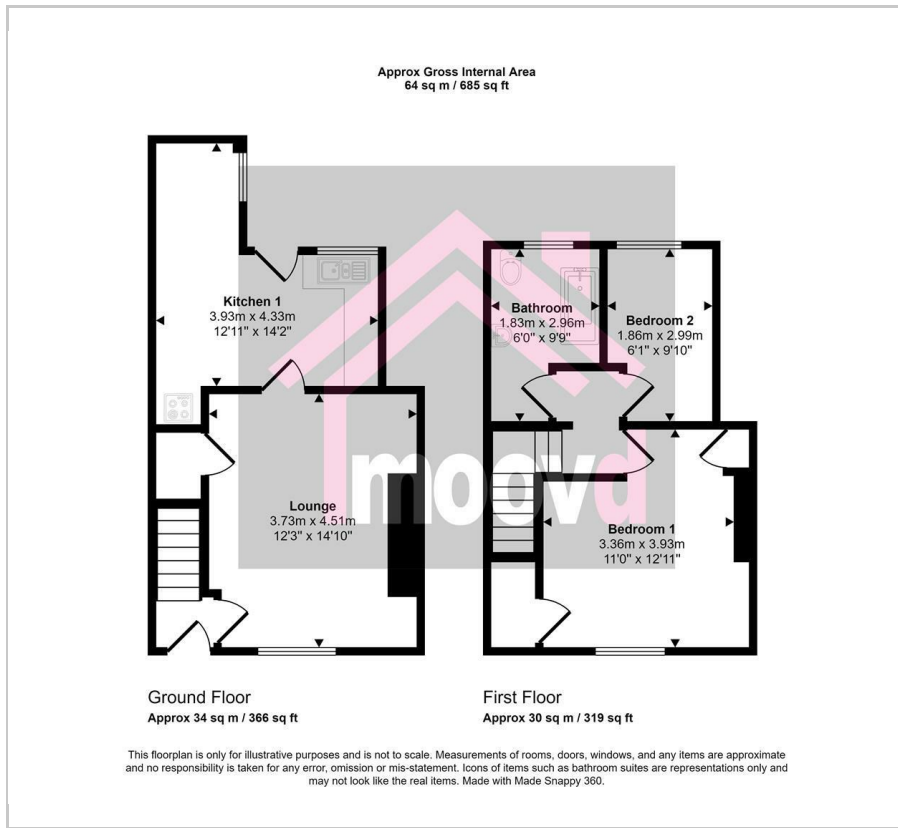 Approx Gross Internal Area
64 sq m / 685 sq ft
Kitchen 1
3.93m x 4.33m
12'11" x 14'2"
Lounge
3.73m x 4.51m
12'3" x 14'10"
Bathroom
1.83m x 2.96m
6'0" x 9'9"
Bedroom 2
1.86m x 2.99m
6'1" x 9'10"
Bedroom 1
3.36m x 3.93m
11'0" x 12'11"
moovd
Ground Floor
Approx 34 sq m / 366 sq ft
First Floor
Approx 30 sq m / 319 sq ft
This floorplan is only for illustrative purposes and is not to scale. Measurements of rooms, doors, windows, and any items are approximate
and no responsibility is taken for any error, omission or mis-statement. Icons of items such as bathroom suites are representations only and
may not look like the real items. Made with Made Snappy 360.